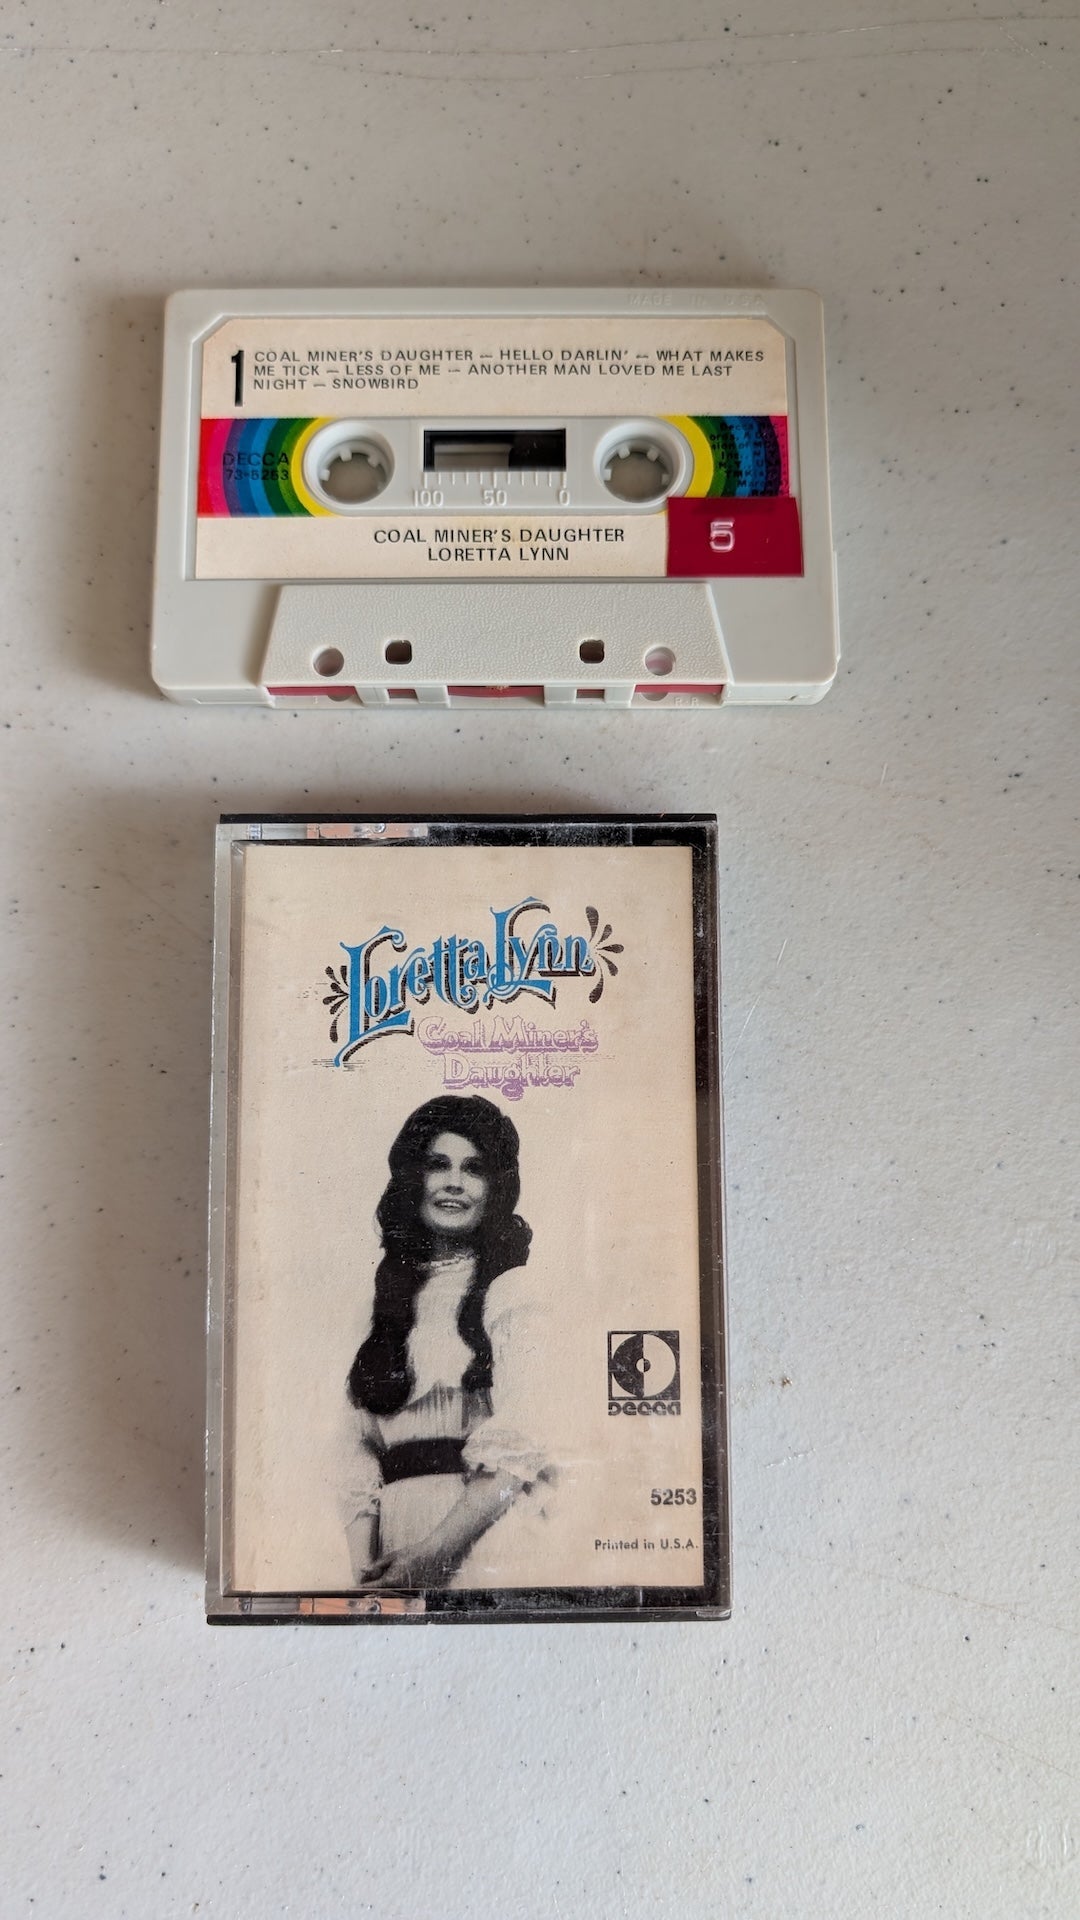 MADE IN U.S.A.
1
COAL MINER'S DAUGHTER — HELLO DARLIN' — WHAT MAKES
ME TICK — LESS OF ME — ANOTHER MAN LOVED ME LAST
NIGHT — SNOWBIRD
DECCA
73-5253
100 50 0
COAL MINER'S DAUGHTER
LORETTA LYNN
5
Loretta Lynn
Coal Miner's
Daughter
DECCA
5253
Printed in U.S.A.